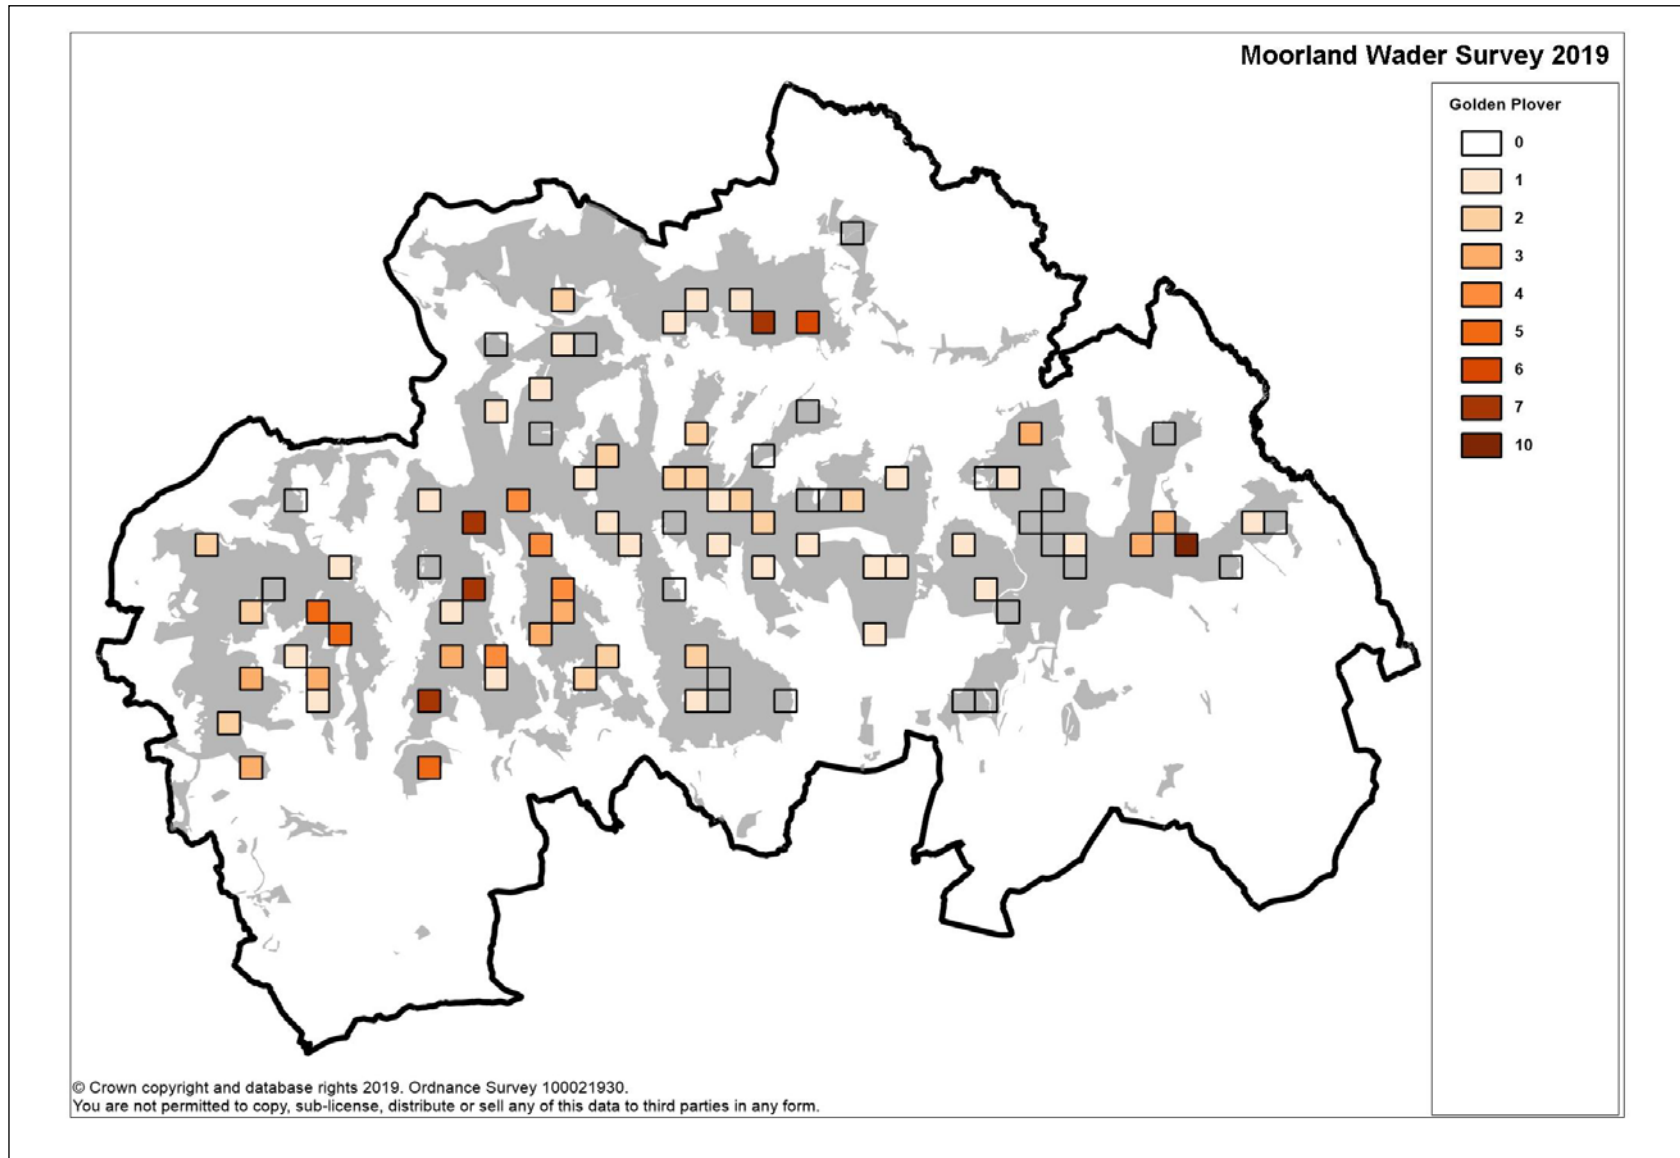 Moorland Wader Survey 2019
Golden Plover
0
1
2
3
4
5
6
7
10
© Crown copyright and database rights 2019. Ordnance Survey 100021930.
You are not permitted to copy, sub-license, distribute or sell any of this data to third parties in any form.